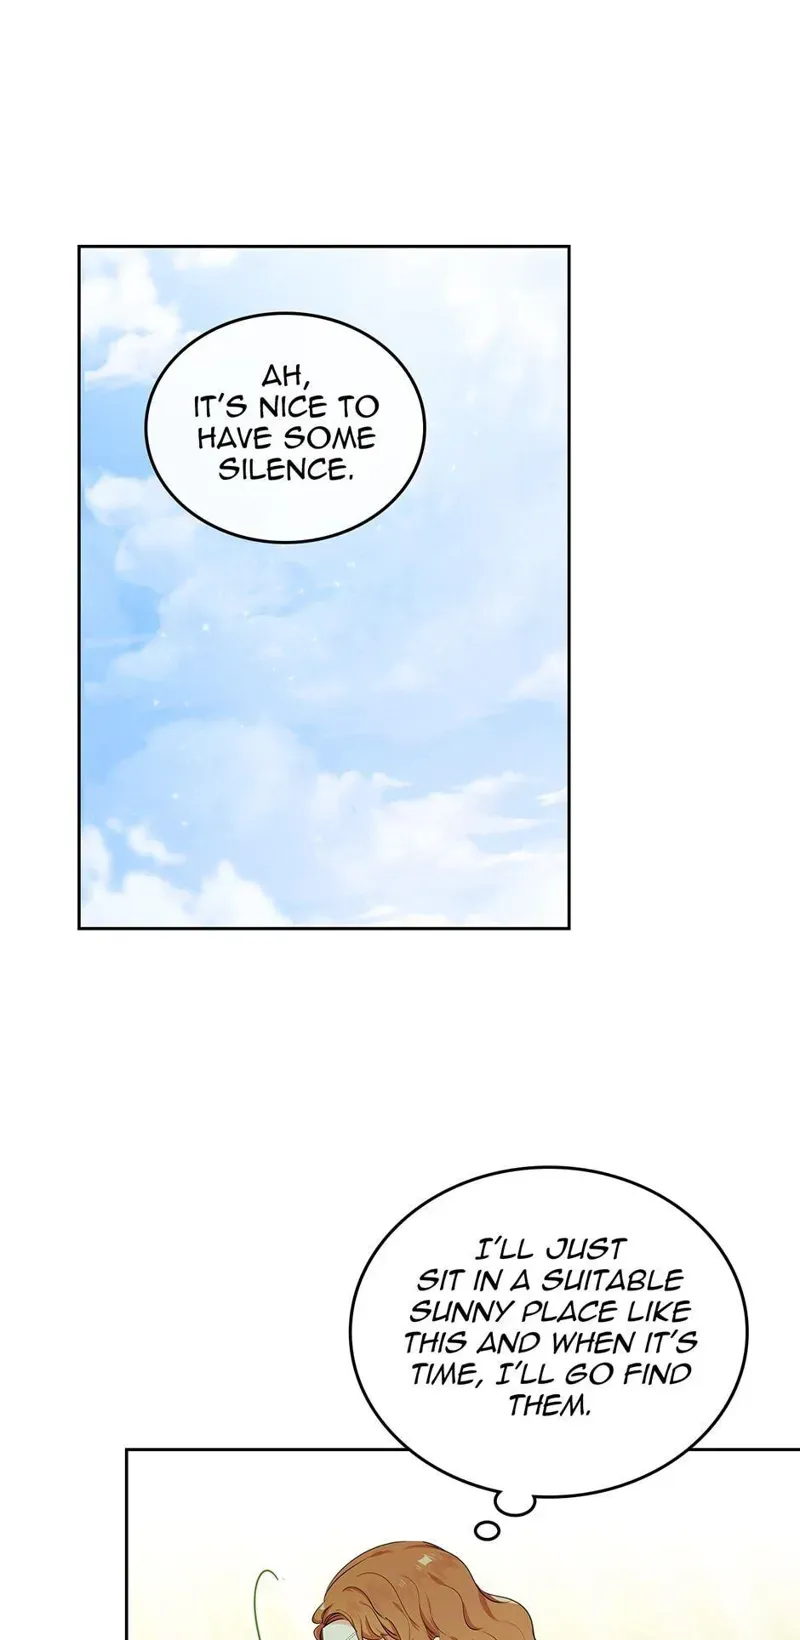 AH,
IT'S NICE TO
HAVE SOME
SILENCE.
I'LL JUST
SIT IN A SUITABLE
SUNNY PLACE LIKE
THIS AND WHEN IT'S
TIME, I'LL GO FIND
THEM.